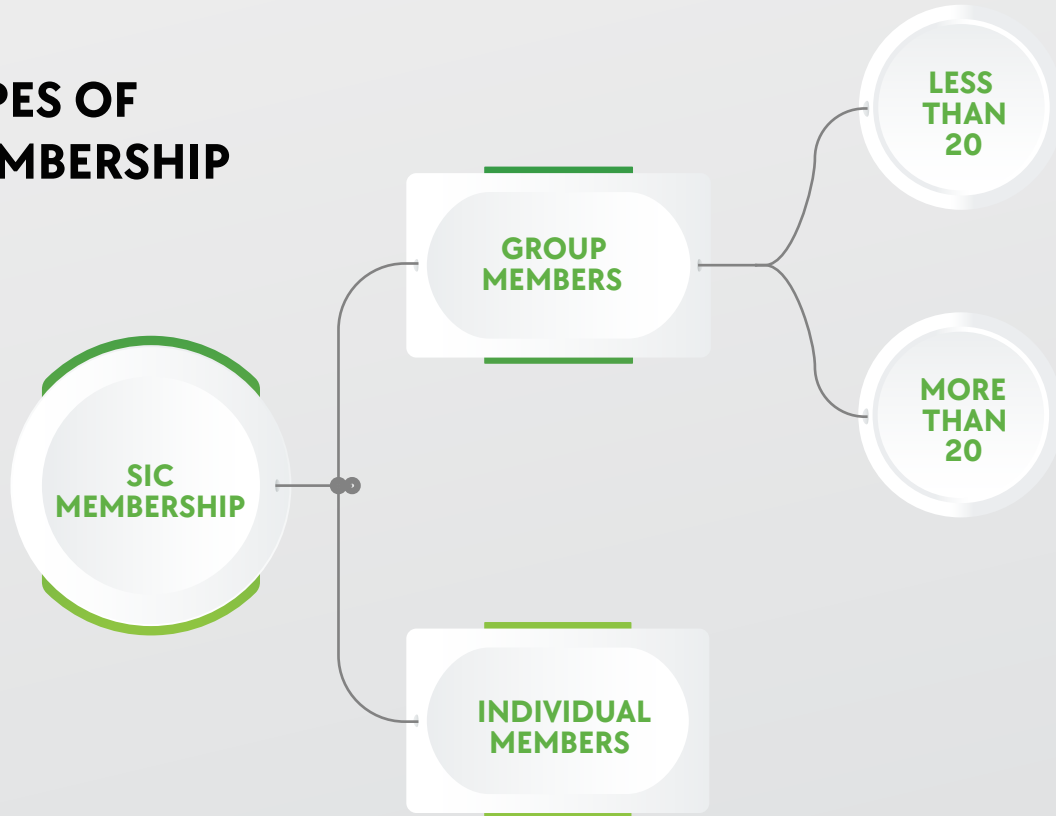 PES OF
MBERSHIP
LESS
THAN
20
GROUP
MEMBERS
MORE
THAN
20
SIC
MEMBERSHIP
INDIVIDUAL
MEMBERS